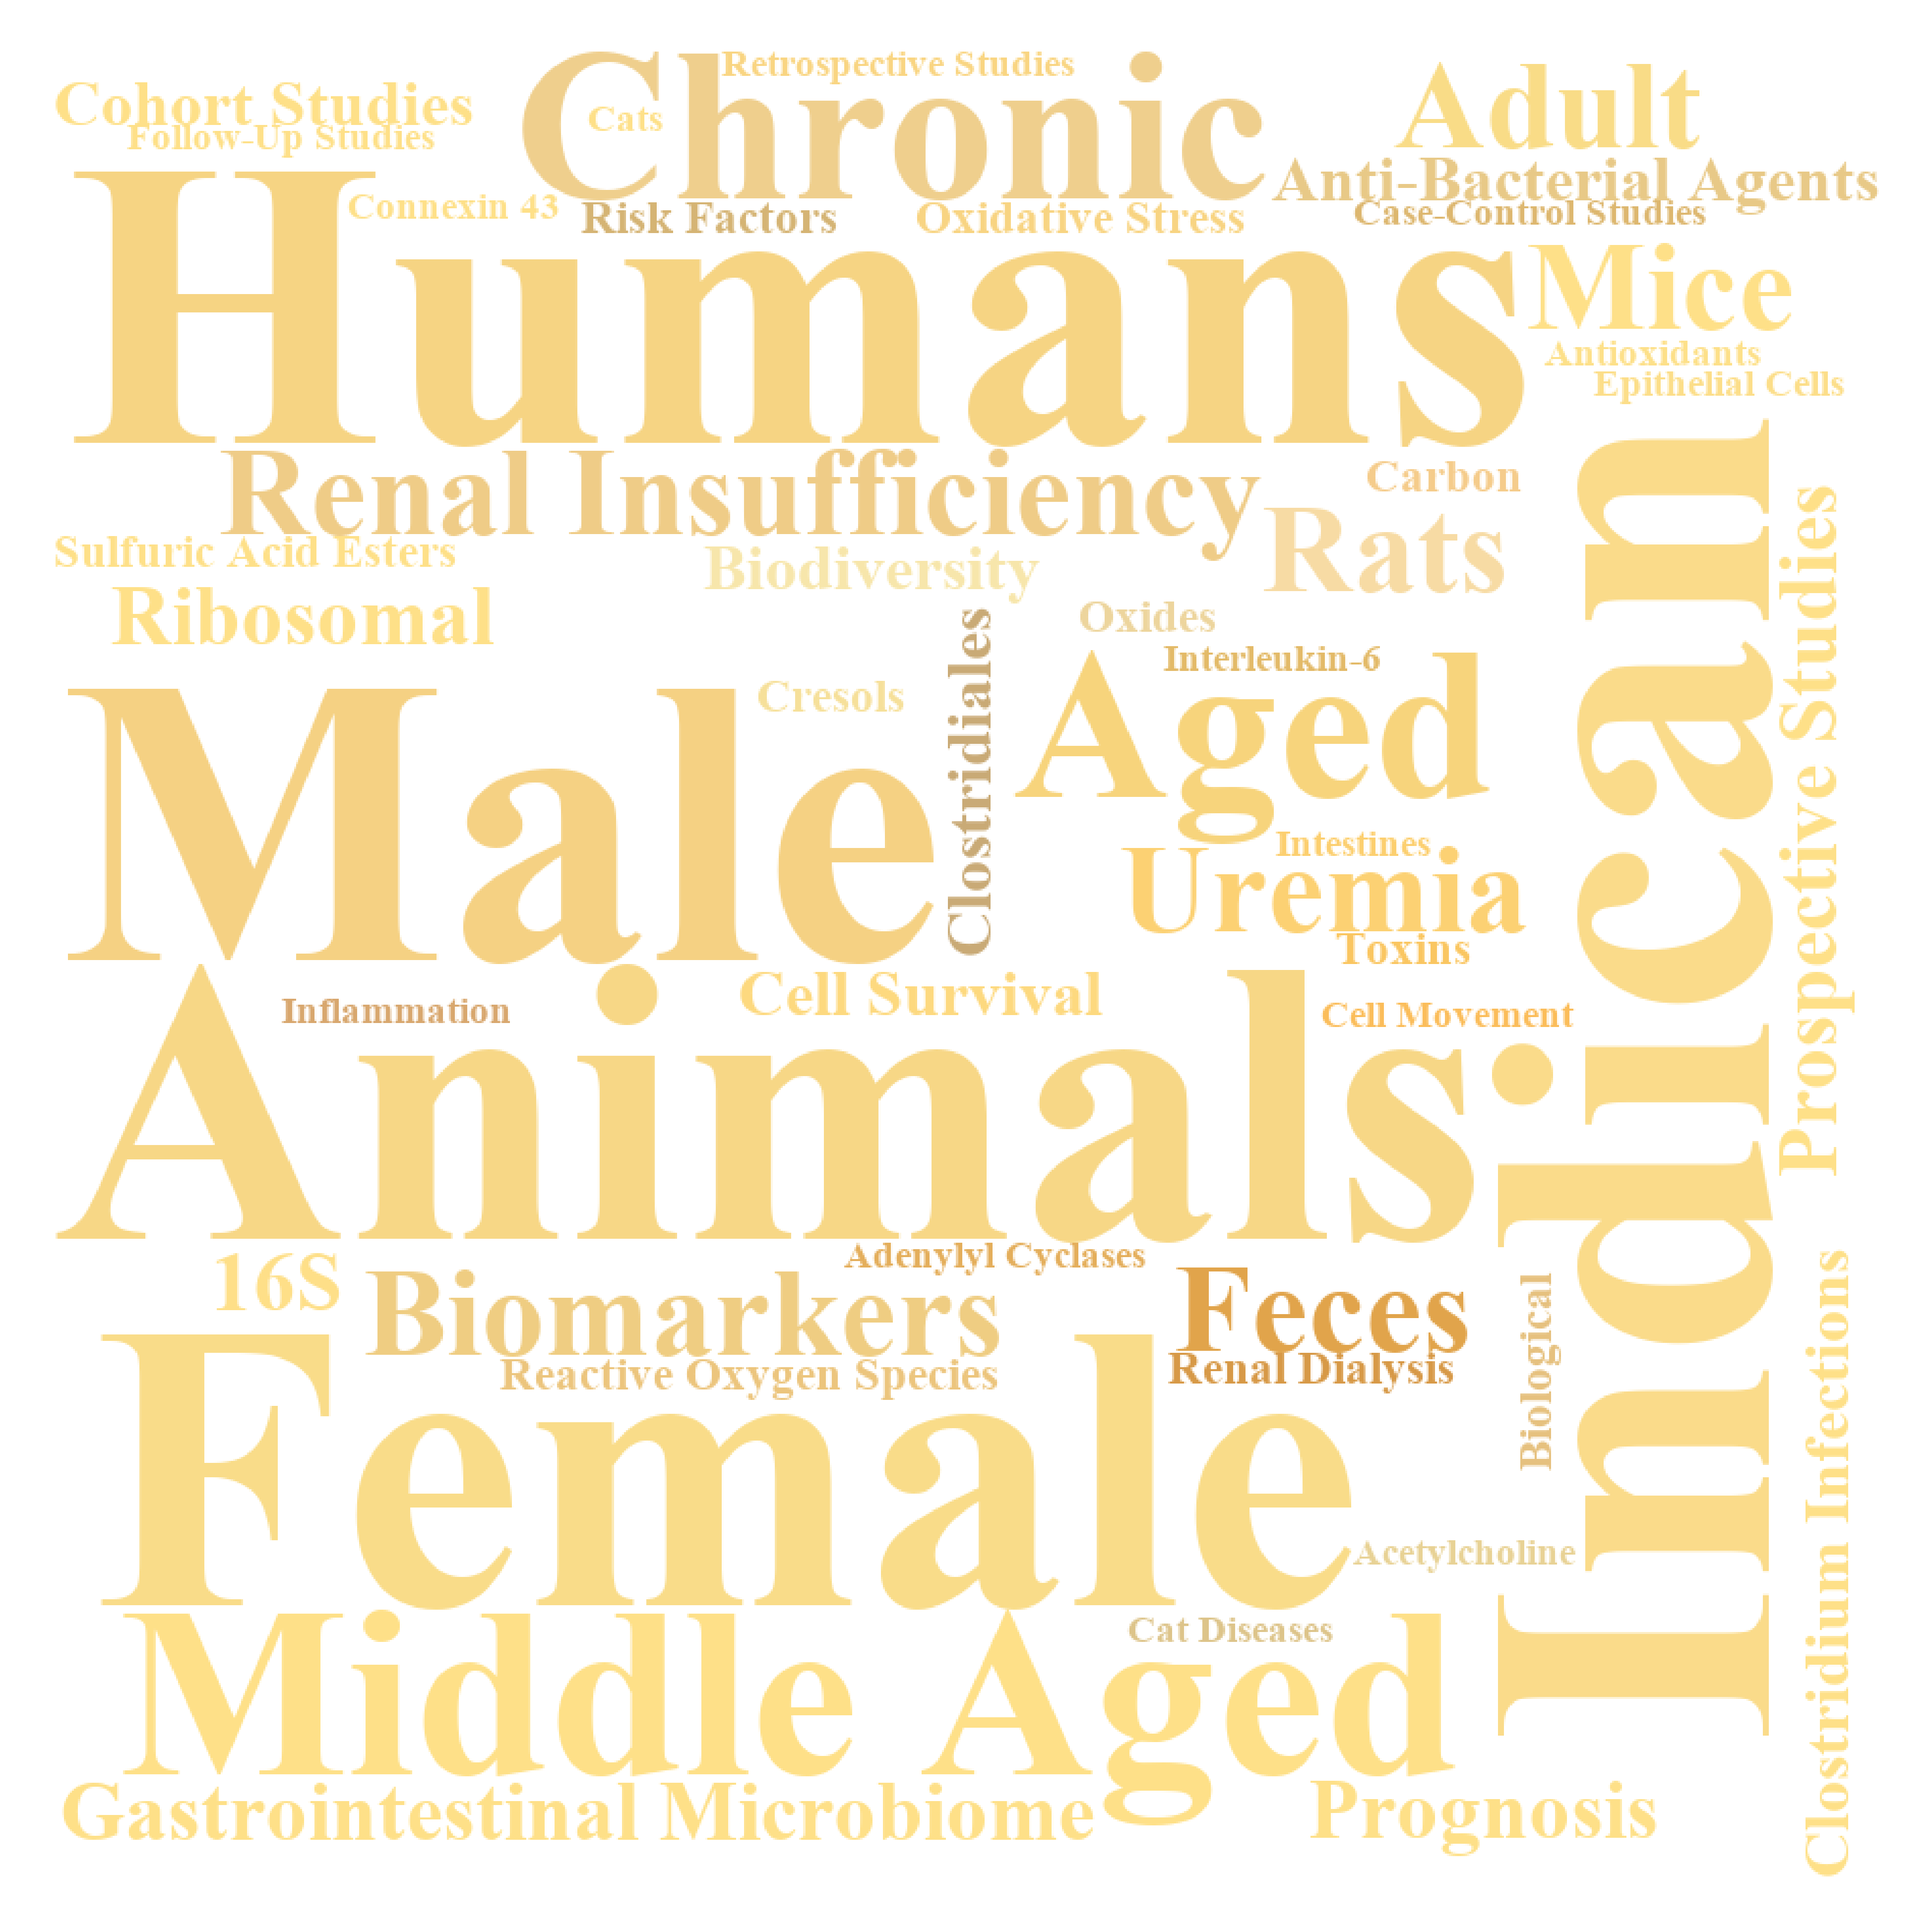 Retrospective Studies
Chronic
Cohort Studies
Cats
Adult
Follow-Up Studies
Anti-Bacterial Agents
Connexin 43
Risk Factors
Oxidative Stress
Case-Control Studies
Humans
Mice
Antioxidants
Epithelial Cells
Renal Insufficiency
Carbon
Rats
Sulfuric Acid Esters
Biodiversity
Ribosomal
Oxides
Indican
Prospective Studies
Clostridiales
Interleukin-6
Male
Cresols
Aged
Intestines
Uremia
Toxins
Cell Survival
Inflammation
Cell Movement
Animals
Adenylyl Cyclases
16S
Biomarkers
Feces
Reactive Oxygen Species
Renal Dialysis
Biological
Clostridium Infections
Female
Acetylcholine
Cat Diseases
Middle Aged
Gastrointestinal Microbiome
Prognosis